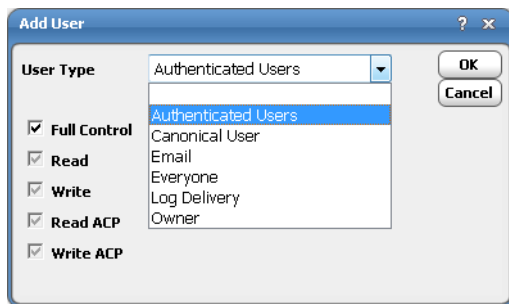 Add User
? x
User Type
Authenticated Users
OK
Cancel
Authenticated Users
Canonical User
Email
Everyone
Log Delivery
Owner
Full Control
Read
Write
Read ACP
Write ACP